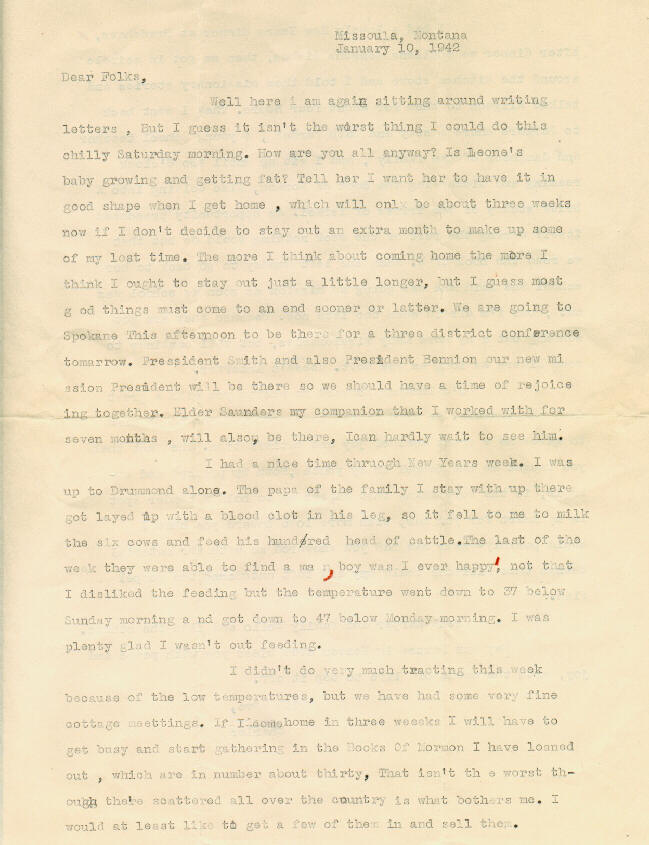 Missoula, Montana
January 10, 1942
Dear Folks,
Well here i am again sitting around writing
letters , But I guess it isn't the worst thing I could do this
chilly Saturday morning. How are you all anyway? Is Leone's
baby growing and getting fat? Tell her I want her to have it in
good shape when I get home , which will only be about three weeks
now if I don't decide to stay out an extra month to make up some
of my lost time. The more I think about coming home the more I
think I ought to stay out just a little longer, but I guess most
g od things must come to an end sooner or latter. We are going to
Spokane This afternoon to be there for a three district conference
tomarrow. Pressident Smith and also President Bennion our new mi
ssion President will be there so we should have a time of rejoice
ing together. Elder Saunders my companion that I worked with for
seven months , will also, be there, Ican hardly wait to see him.
I had a nice time thruogh New Years week. I was
up to Drummond alone. The papa of the family I stay with up there
got layed up with a blood clot in his leg, so it fell to me to milk
the six cows and feed his hundred head of cattle.The last of the
week they were able to find a ma n, boy was I ever happy!, not that
I disliked the feeding but the temperature went down to 37 below
Sunday morning a nd got down to 47 below Monday morning. I was
plenty glad I wasn't out feeding.
I didn't do very much tracting this week
because of the low temperatures, but we have had some very fine
cottage meettings. If I come home in three weeeks I will have to
get busy and start gathering in the Books Of Mormon I have loaned
out , which are in number about thirty, That isn't th e worst th-
ough there scattered all over the country is what bothers me. I
would at least like to get a few of them in and sell them.